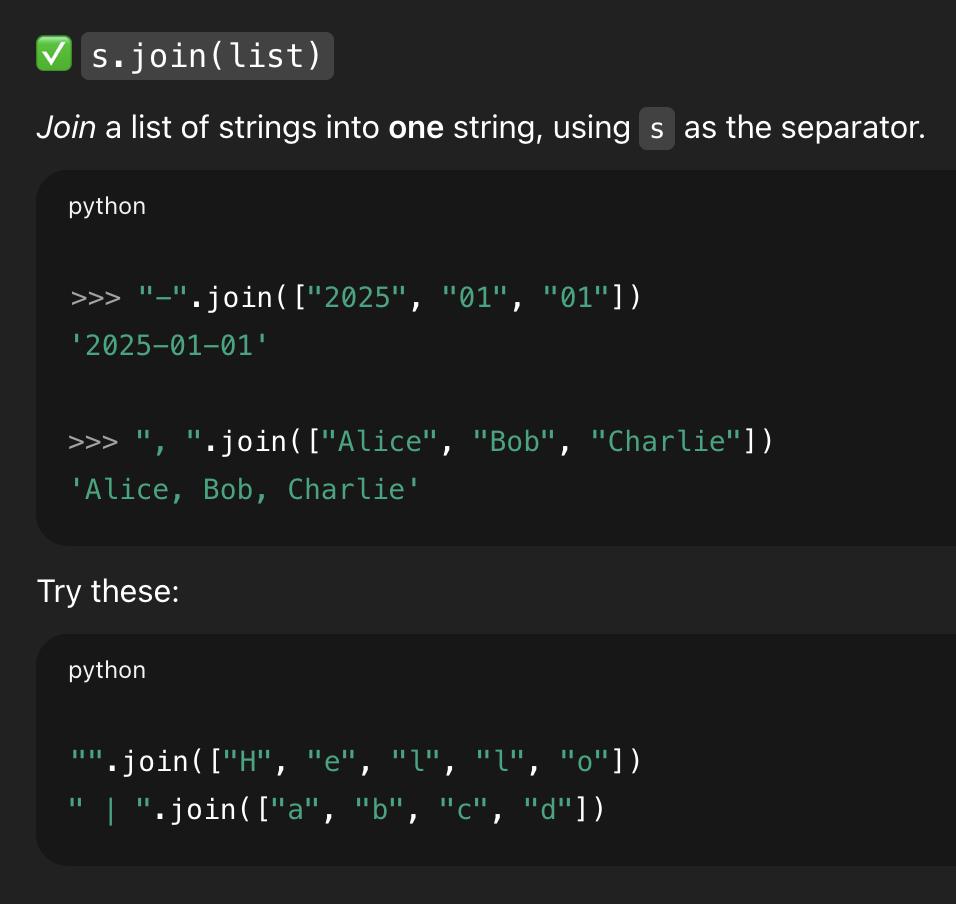 ✅ s.join(list)
Join a list of strings into one string, using s as the separator.
python
>>> "-".join(["2025", "01", "01"])
'2025-01-01'
>>> ", ".join(["Alice", "Bob", "Charlie"])
'Alice, Bob, Charlie'
Try these:
python
"".join(["H", "e", "l", "l", "o"])
" | ".join(["a", "b", "c", "d"])